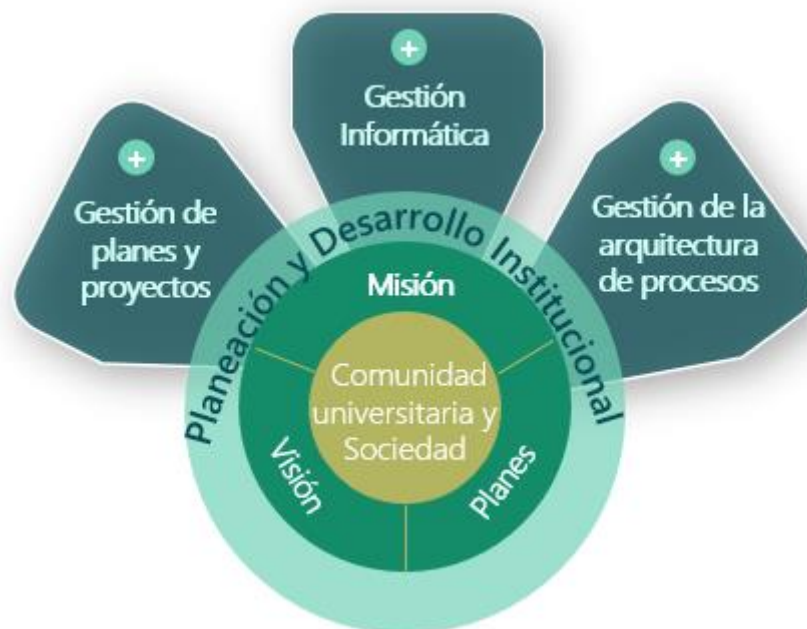 +
Gestión
Informática
+
Gestión de
planes y
proyectos
+
Gestión de la
arquitectura
de procesos
Planeación y Desarrollo Institucional
Misión
Comunidad
universitaria y
Sociedad
Visión
Planes